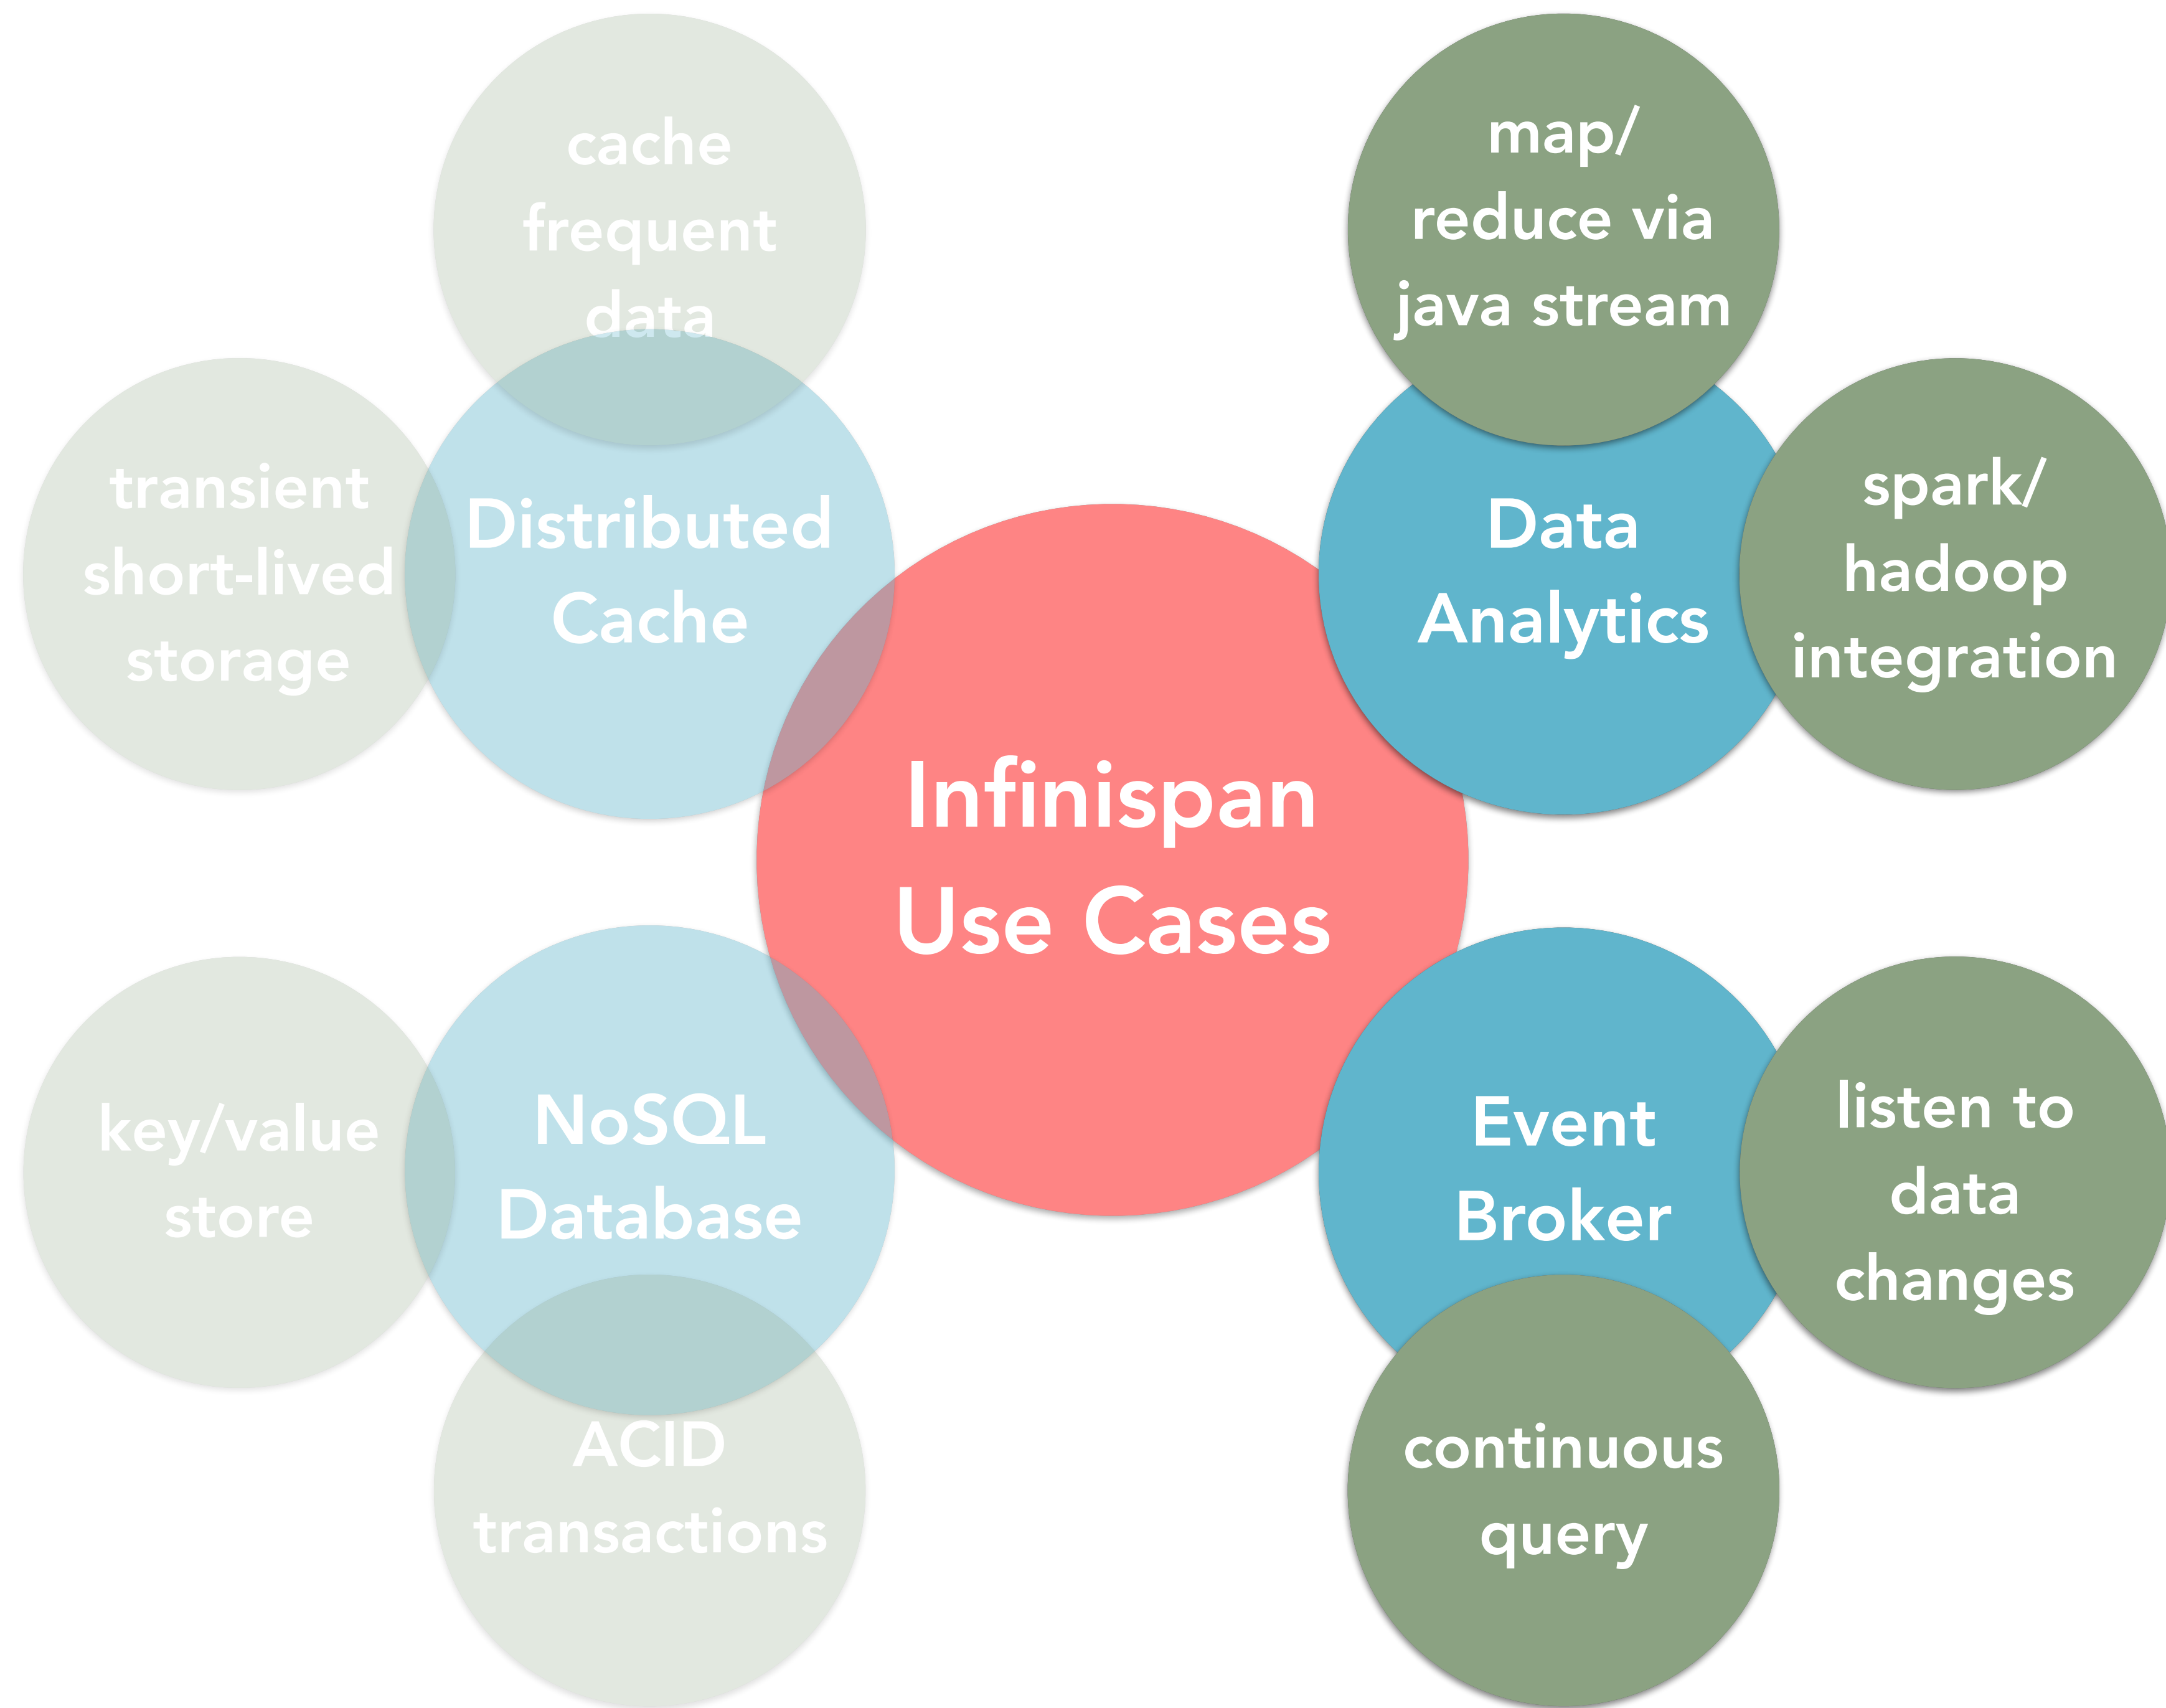 cache
frequent
data
transient
short-lived
storage
Distributed
Cache
map/
reduce via
java stream
Data
Analytics
spark/
hadoop
integration
Infinispan
Use Cases
key/value
store
NoSQL
Database
ACID
transactions
Event
Broker
listen to
data
changes
continuous
query